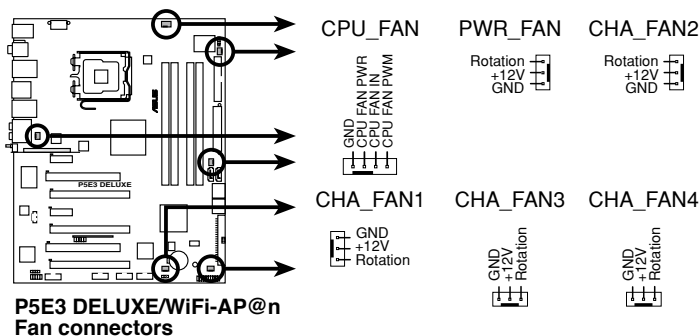 CPU_FAN
PWR_FAN
CHA_FAN2
GND
CPU FAN PWR
CPU FAN IN
CPU FAN PWM
Rotation
+12V
GND
Rotation
+12V
GND
ASUS
P5E3 DELUXE
CHA_FAN1
CHA_FAN3
CHA_FAN4
GND
+12V
Rotation
GND
+12V
Rotation
GND
+12V
Rotation
P5E3 DELUXE/WiFi-AP@n
Fan connectors